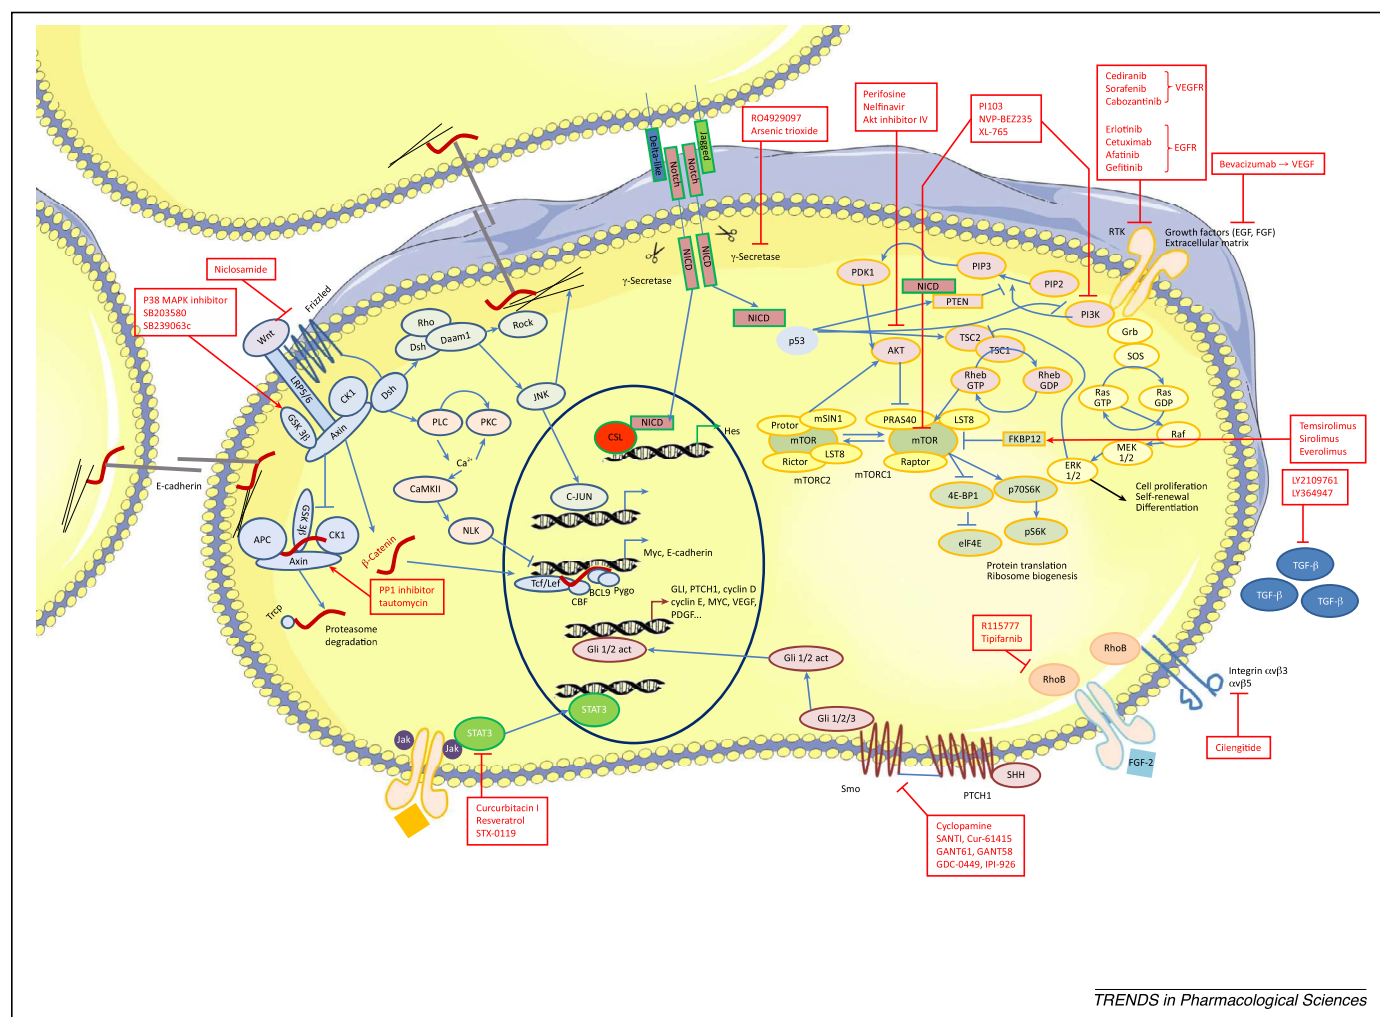 Cediranib
Sorafenib
Cabozantinib
VEGFR
Erlotinib
Cetuximab
Afatinib
Gefitinib
EGFR
Bevacizumab → VEGF
Perifosine
Nelfinavir
Akt inhibitor IV
PI103
NVP-BEZ235
XL-765
RO4929097
Arsenic trioxide
Delta-like
Jagged
Notch
Notch
NICD
NICD
γ-Secretase
γ-Secretase
RTK
Growth factors (EGF, FGF)
Extracellular matrix
Niclosamide
P38 MAPK inhibitor
SB203580
SB239063c
Frizzled
Wnt
LRP5/6
GSK 3β
CK1
Axin
Dsh
Rho
Dsh
Daam1
Rock
PDK1
PIP3
PIP2
NICD
PTEN
PI3K
NICD
p53
TSC2
TSC1
AKT
Grb
SOS
Rheb
GTP
Rheb
GDP
Ras
GTP
Ras
GDP
Raf
MEK
1/2
ERK
1/2
JNK
PLC
PKC
Ca²⁺
CaMKII
NLK
NICD
CSL
Hes
Protor
mSIN1
mTOR
Rictor
LST8
mTORC2
PRAS40
LST8
mTOR
Raptor
mTORC1
FKBP12
Temsirolimus
Sirolimus
Everolimus
4E-BP1
p70S6K
eIF4E
pS6K
Cell proliferation
Self-renewal
Differentiation
Protein translation
Ribosome biogenesis
LY2109761
LY364947
TGF-β
TGF-β
TGF-β
E-cadherin
C-JUN
APC
GSK 3β
CK1
Axin
β-Catenin
PP1 inhibitor
tautomycin
Trcp
Proteasome
degradation
Myc, E-cadherin
Tcf/Lef
CBF
BCL9
Pygo
GLI, PTCH1, cyclin D
cyclin E, MYC, VEGF,
PDGF...
Gli 1/2 act
Gli 1/2 act
Gli 1/2/3
R115777
Tipifarnib
RhoB
RhoB
Integrin αvβ3
αvβ5
Cilengitide
FGF-2
STAT3
STAT3
Jak
Jak
Curcurbitacin I
Resveratrol
STX-0119
Smo
PTCH1
SHH
Cyclopamine
SANTI, Cur-61415
GANT61, GANT58
GDC-0449, IPI-926
TRENDS in Pharmacological Sciences